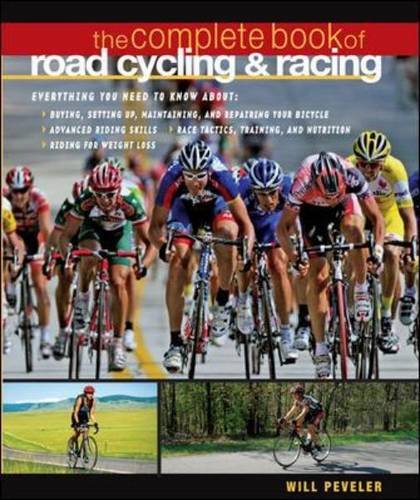 the complete book of
road cycling & racing
EVERYTHING YOU NEED TO KNOW ABOUT:
> BUYING, SETTING UP, MAINTAINING, AND REPAIRING YOUR BICYCLE
> ADVANCED RIDING SKILLS > RACE TACTICS, TRAINING, AND NUTRITION
> RIDING FOR WEIGHT LOSS
WILL PEVELER